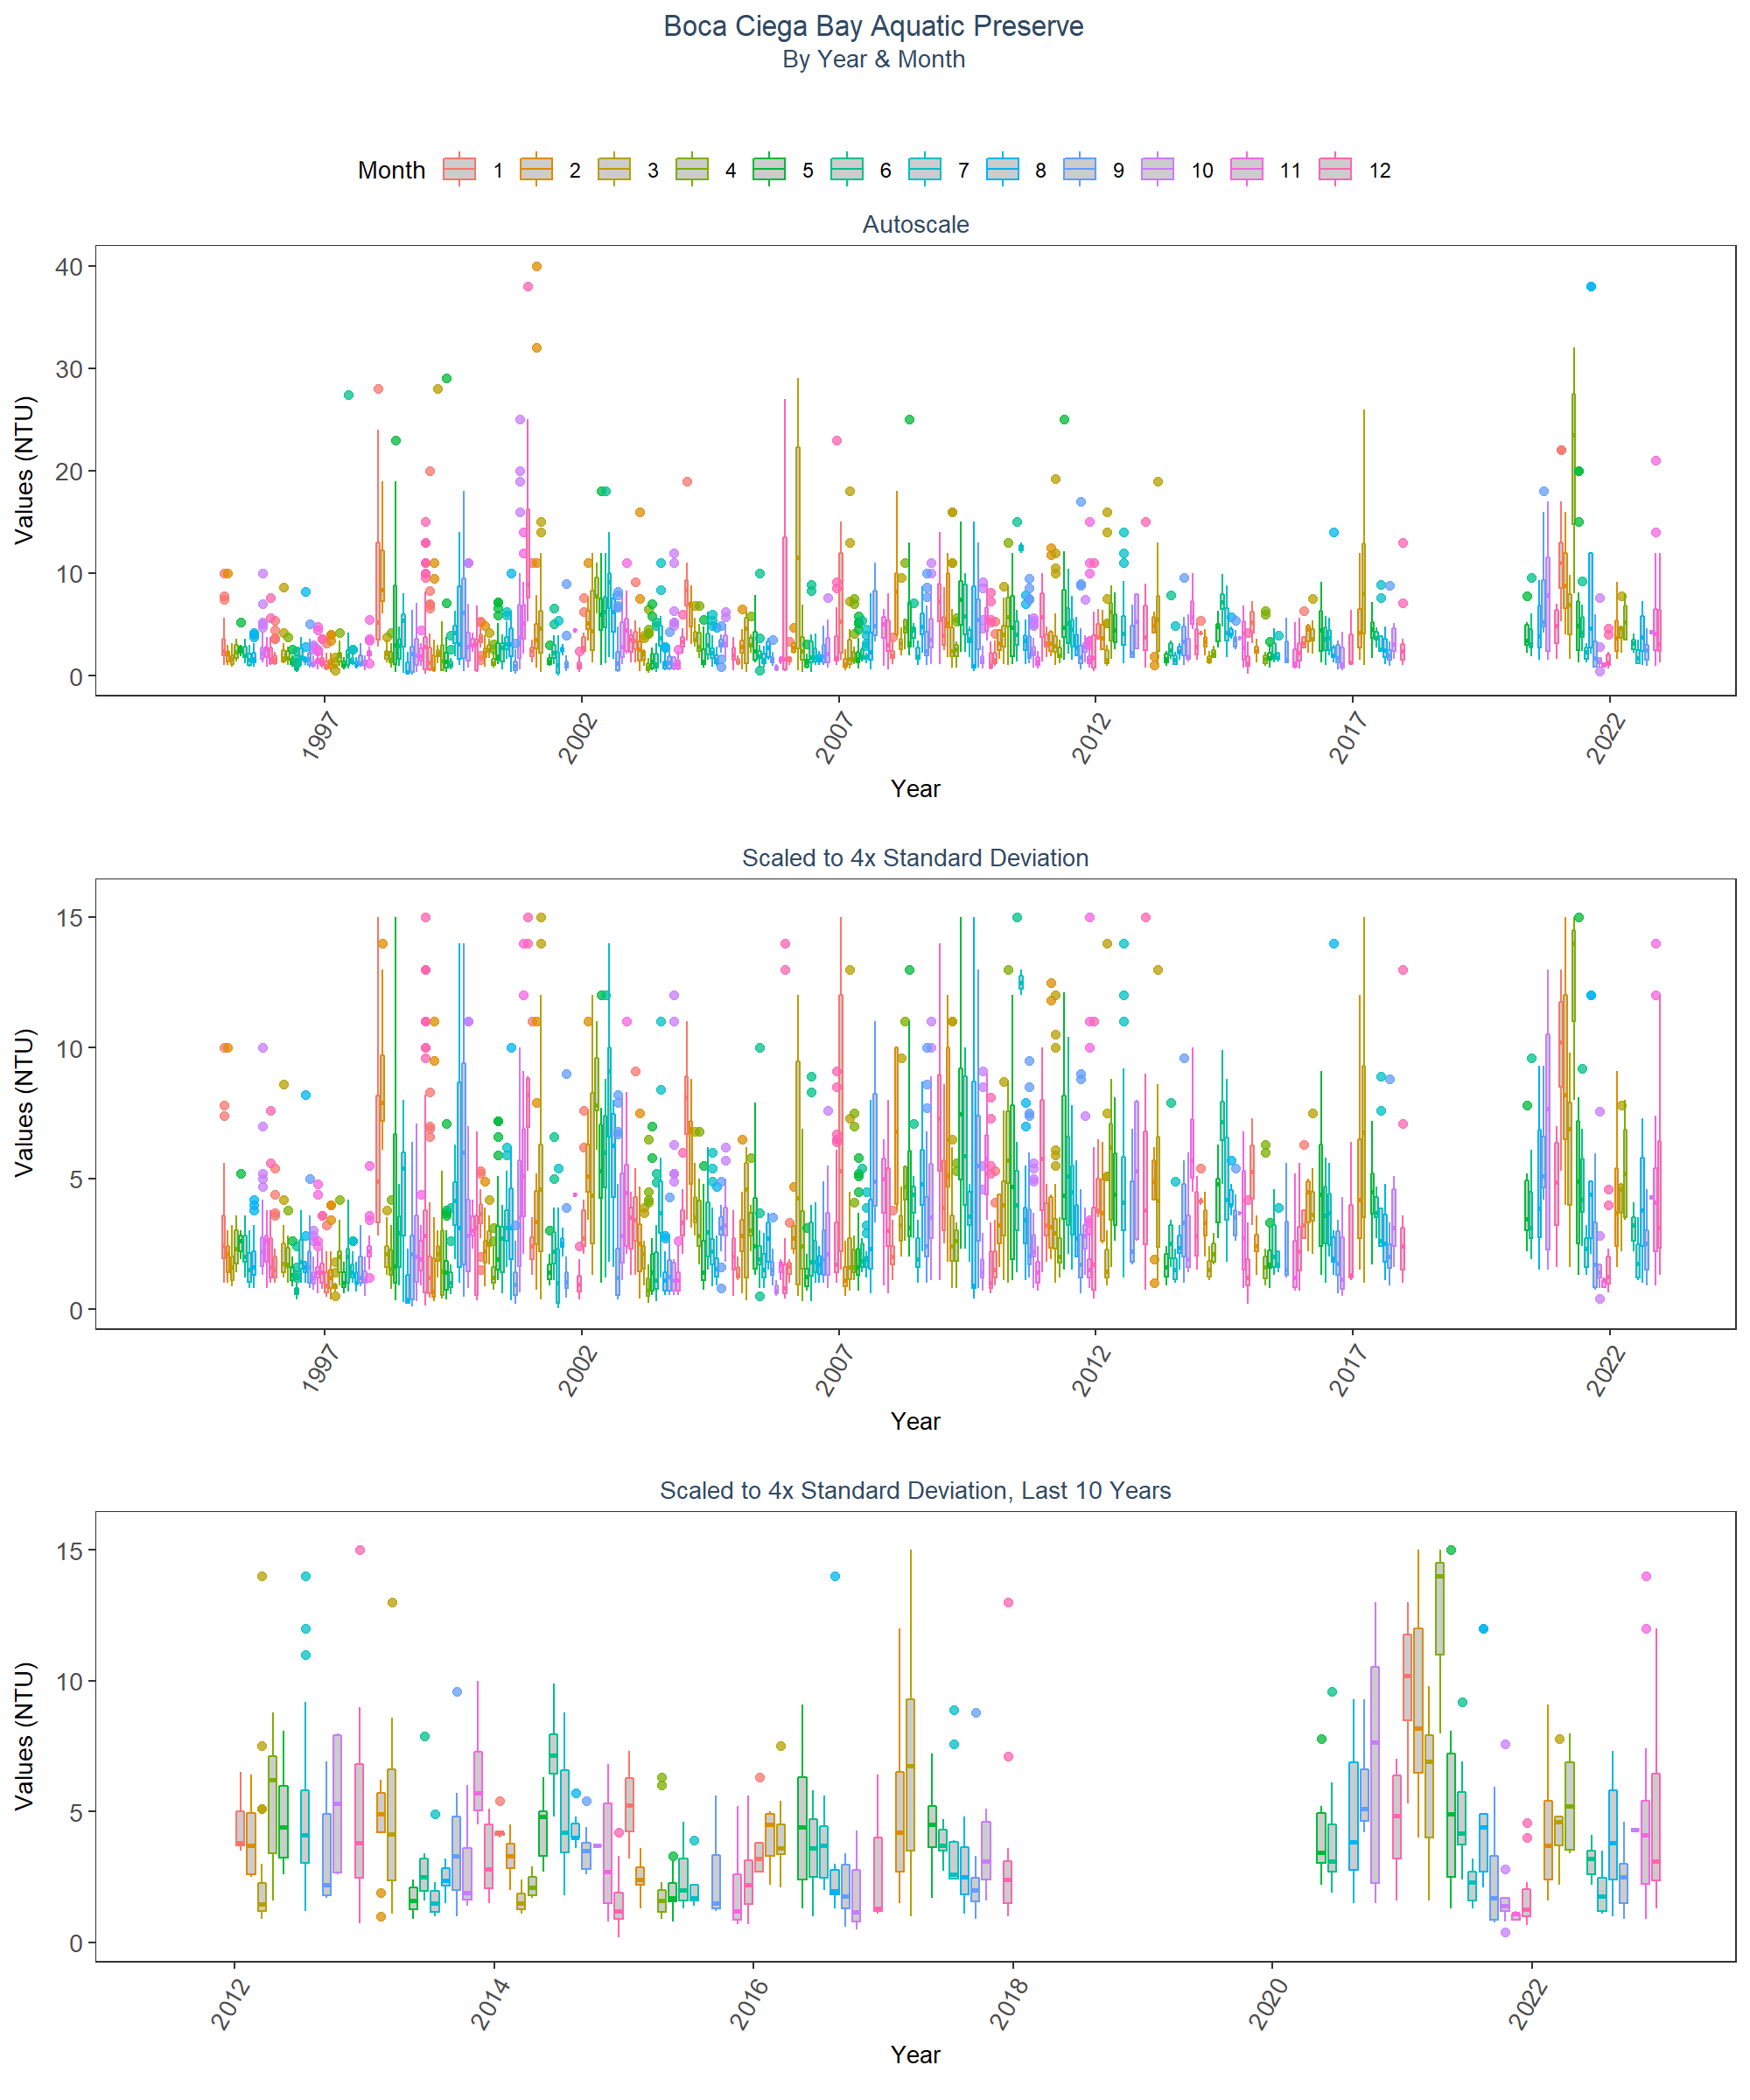 Boca Ciega Bay Aquatic Preserve
By Year & Month
Month 1 2 3 4 5 6 7 8 9 10 11 12
Autoscale
Values (NTU)
40
30
20
10
0
1997 2002 2007 2012 2017 2022
Year
Scaled to 4x Standard Deviation
Values (NTU)
15
10
5
0
1997 2002 2007 2012 2017 2022
Year
Scaled to 4x Standard Deviation, Last 10 Years
Values (NTU)
15
10
5
0
2012 2014 2016 2018 2020 2022
Year